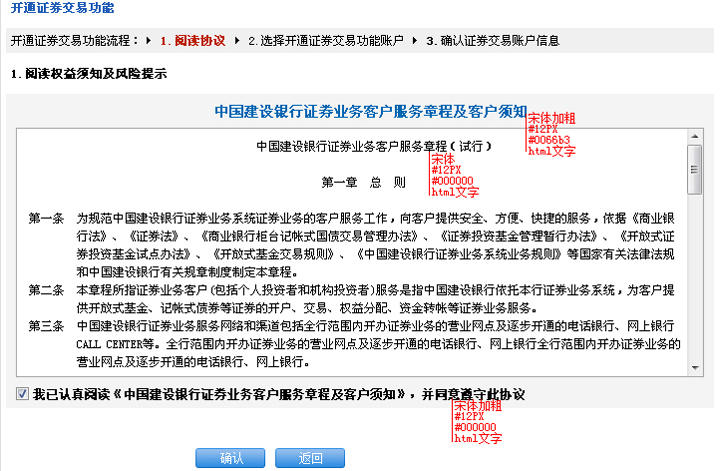 开通证券交易功能
开通证券交易功能流程： 1.阅读协议 2.选择开通证券交易功能账户 3.确认证券交易账户信息
1.阅读权益须知及风险提示
中国建设银行证券业务客户服务章程及客户须知
宋体加粗
#12PX
#0066b3
html文字
中国建设银行证券业务客户服务章程（试行）
宋体
#12PX
#000000
html文字
第一章 总 则
第一条 为规范中国建设银行证券业务系统证券业务的客户服务工作，向客户提供安全、方便、快捷的服务，依据《商业银
行法》、《证券法》、《商业银行柜台记帐式国债交易管理办法》、《证券投资基金管理暂行办法》、《开放式证
券投资基金试点办法》、《开放式基金交易规则》、《中国建设银行证券业务系统业务规则》等国家有关法律法规
和中国建设银行有关规章制度制定本章程。
第二条 本章程所指证券业务客户(包括个人投资者和机构投资者)服务是指中国建设银行依托本行证券业务系统，为客户提
供开放式基金、记帐式债券等证券的开户、交易、权益分配、资金转帐等证券业务服务。
第三条 中国建设银行证券业务服务网络和渠道包括全行范围内开办证券业务的营业网点及逐步开通的电话银行、网上银行
CALL CENTER等。全行范围内开办证券业务的营业网点及逐步开通的电话银行、网上银行全行范围内开办证券业务的
营业网点及逐步开通的电话银行、网上银行。
我已认真阅读《中国建设银行证券业务客户服务章程及客户须知》，并同意遵守此协议
宋体加粗
#12PX
#000000
html文字
确认 返回